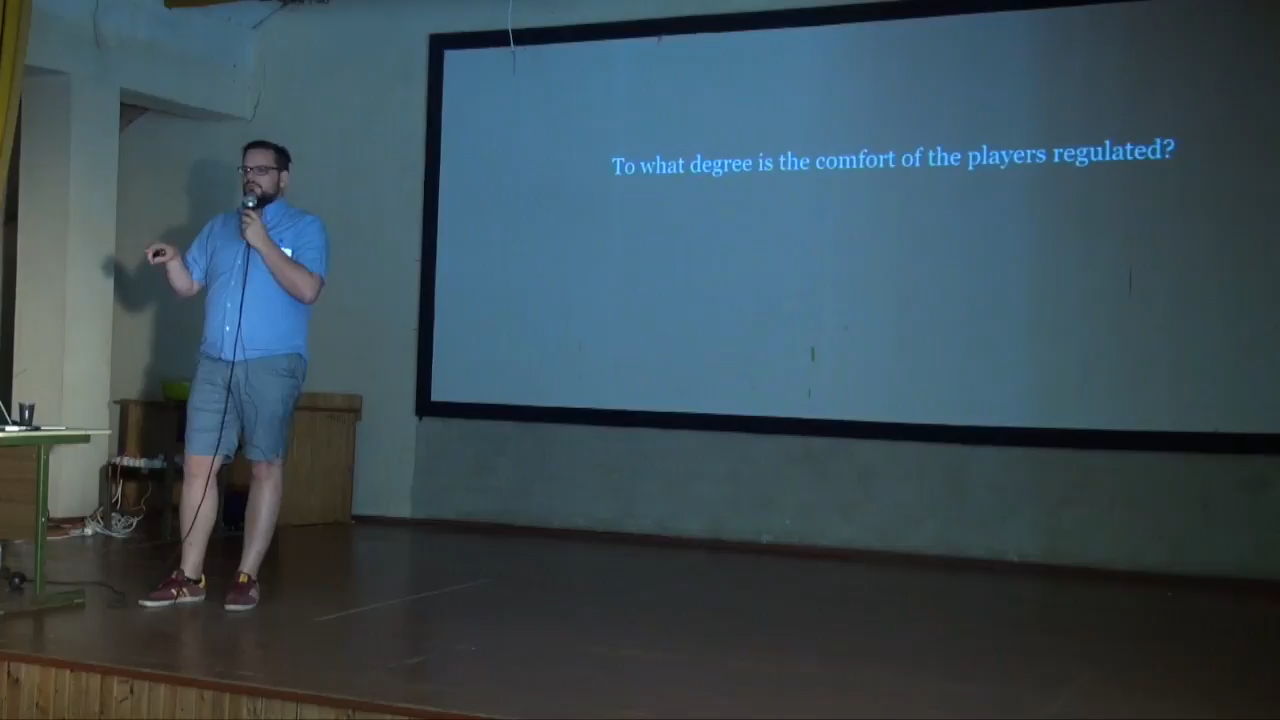 To what degree is the comfort of the players regulated?